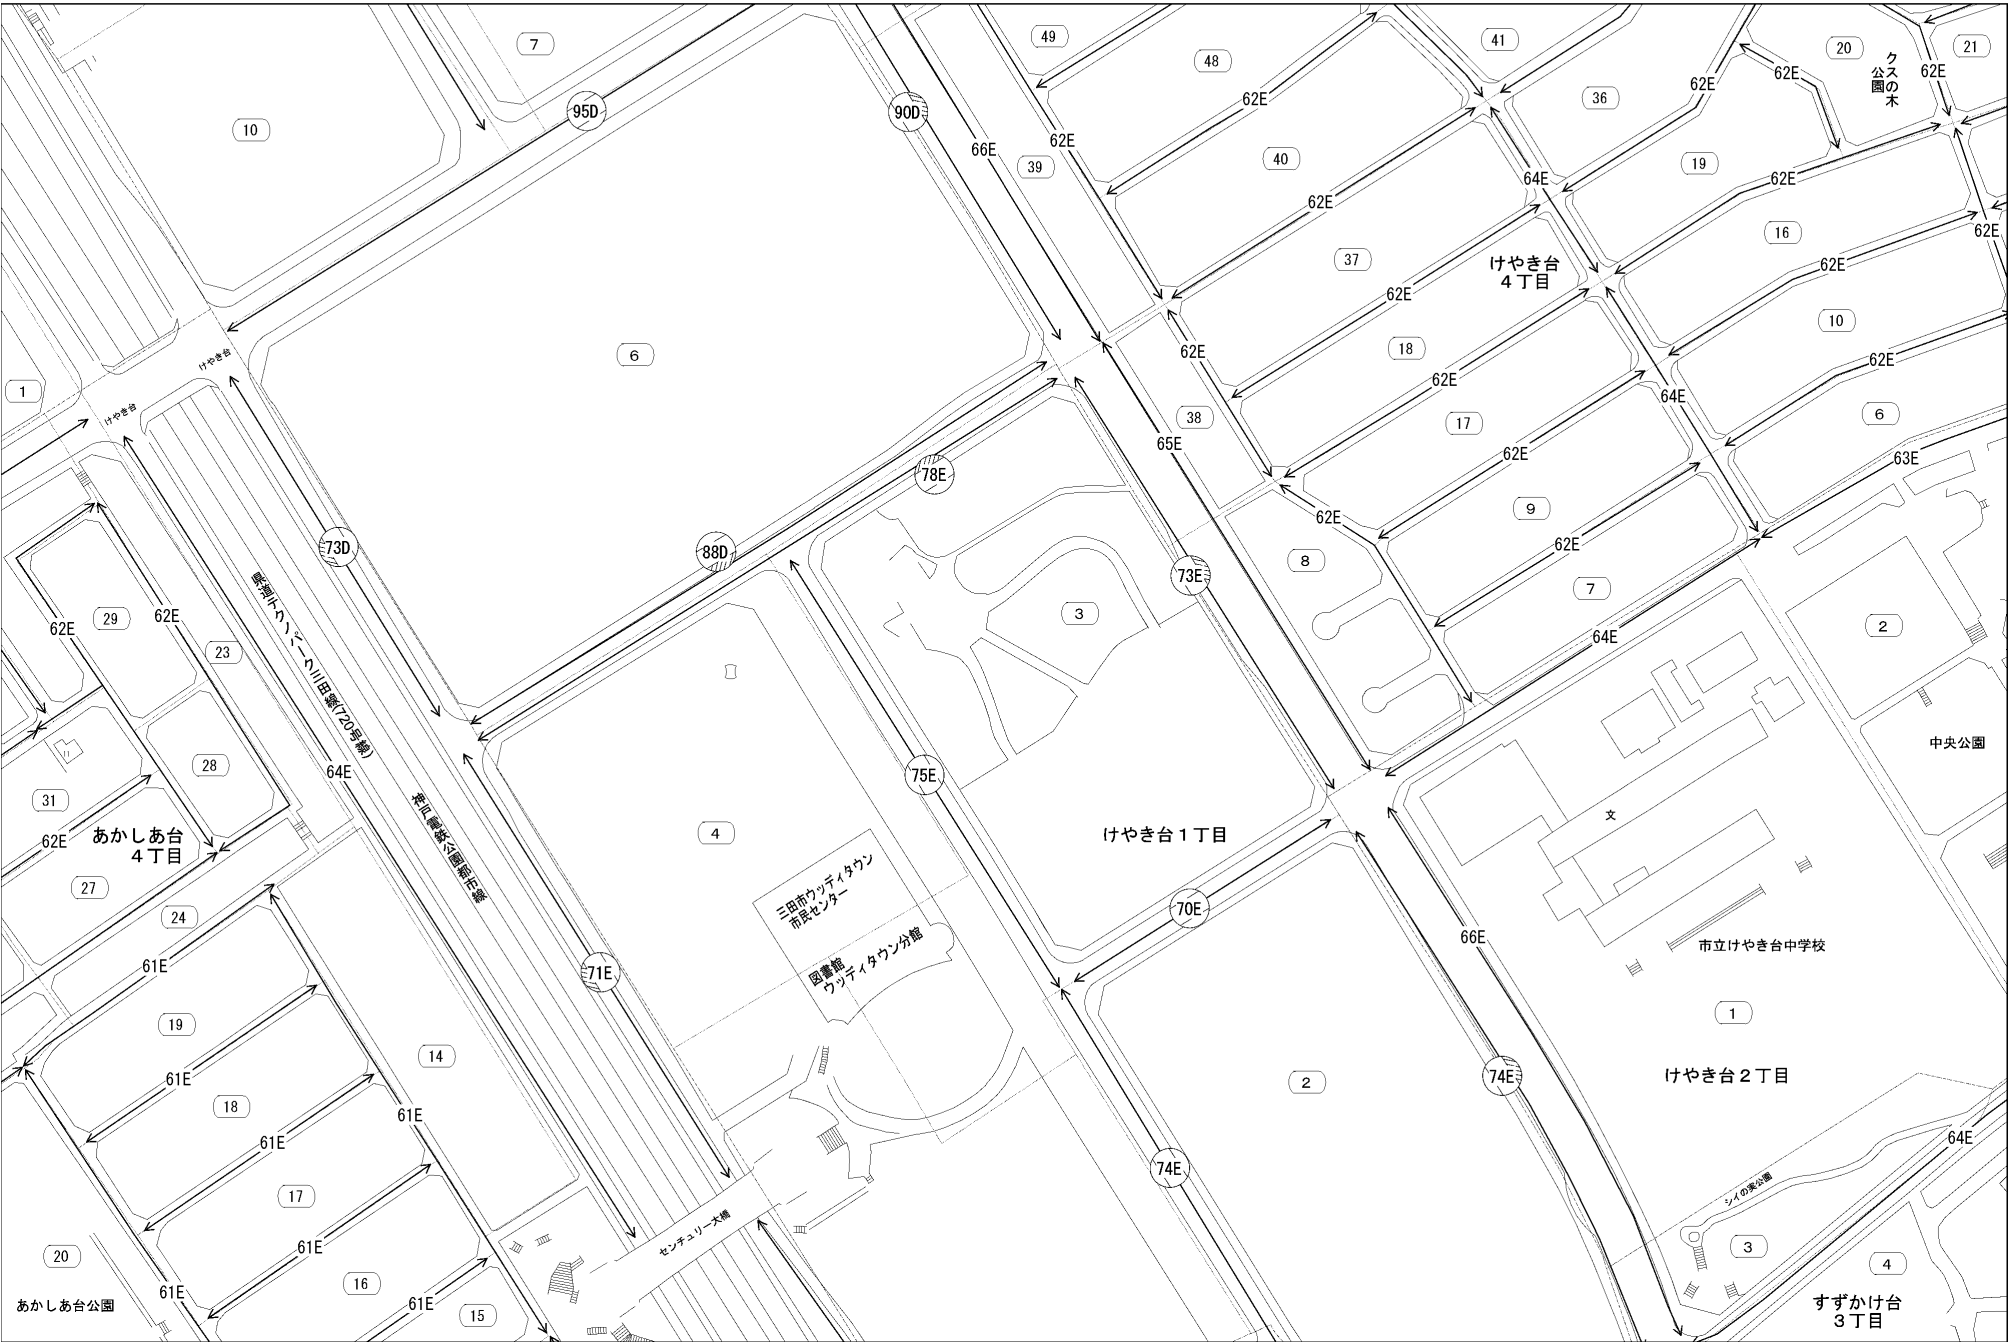 7
49
48
41
20
21
クスの木
公園
62E
62E
62E
95D
90D
62E
62E
36
10
66E
62E
39
40
19
64E
62E
62E
16
62E
37
けやき台
4丁目
62E
62E
10
6
18
62E
62E
62E
けやき台
1
けやき台
38
17
64E
6
65E
62E
63E
78E
9
62E
73D
88D
62E
8
73E
7
県道テクノパーク三田線(720号線)
29
62E
62E
3
64E
2
23
中央公園
28
64E
75E
31
文
4
あかしあ台
4丁目
62E
けやき台1丁目
神戸電鉄公園都市線
27
三田市ウッディタウン
市民センター
24
70E
66E
図書館
ウッディタウン分館
市立けやき台中学校
61E
71E
19
1
14
61E
2
74E
けやき台2丁目
18
61E
61E
64E
74E
17
シイの実公園
センチュリー大橋
61E
20
3
4
16
61E
61E
あかしあ台公園
15
すずかけ台
3丁目